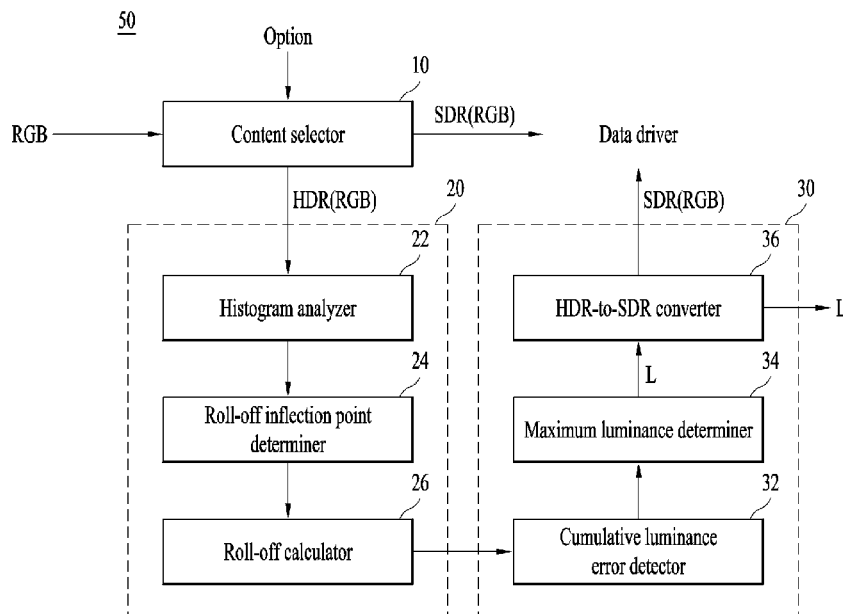 50
Option
10
RGB
Content selector
SDR(RGB)
Data driver
HDR(RGB)
20
SDR(RGB)
30
22
Histogram analyzer
36
HDR-to-SDR converter
L
24
Roll-off inflection point
determiner
L
34
Maximum luminance determiner
26
Roll-off calculator
32
Cumulative luminance
error detector